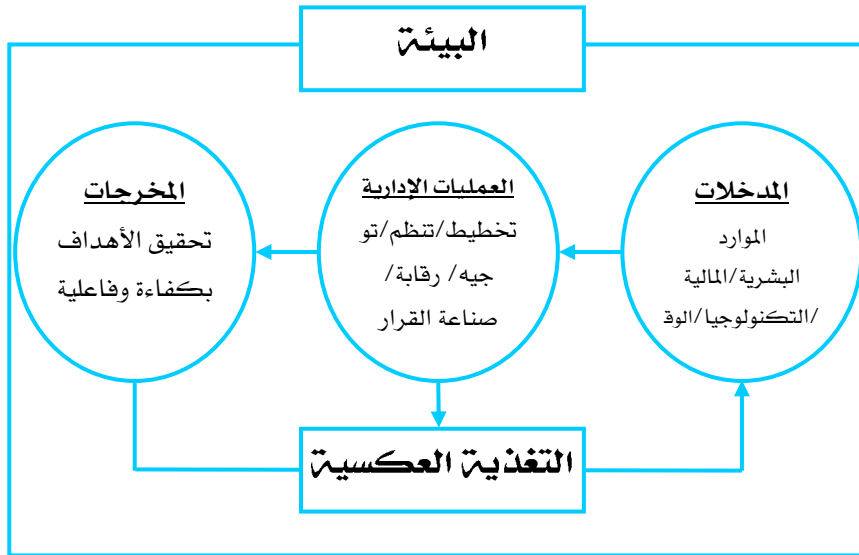 البيئة
المدخلات
الموارد
البشرية/المالية
/التكنولوجيا/الوق
العمليات الإدارية
تخطيط/تنظم/تو
جيه/ رقابة/
صناعة القرار
المخرجات
تحقيق الأهداف
بكفاءة وفاعلية
التغذية العكسية